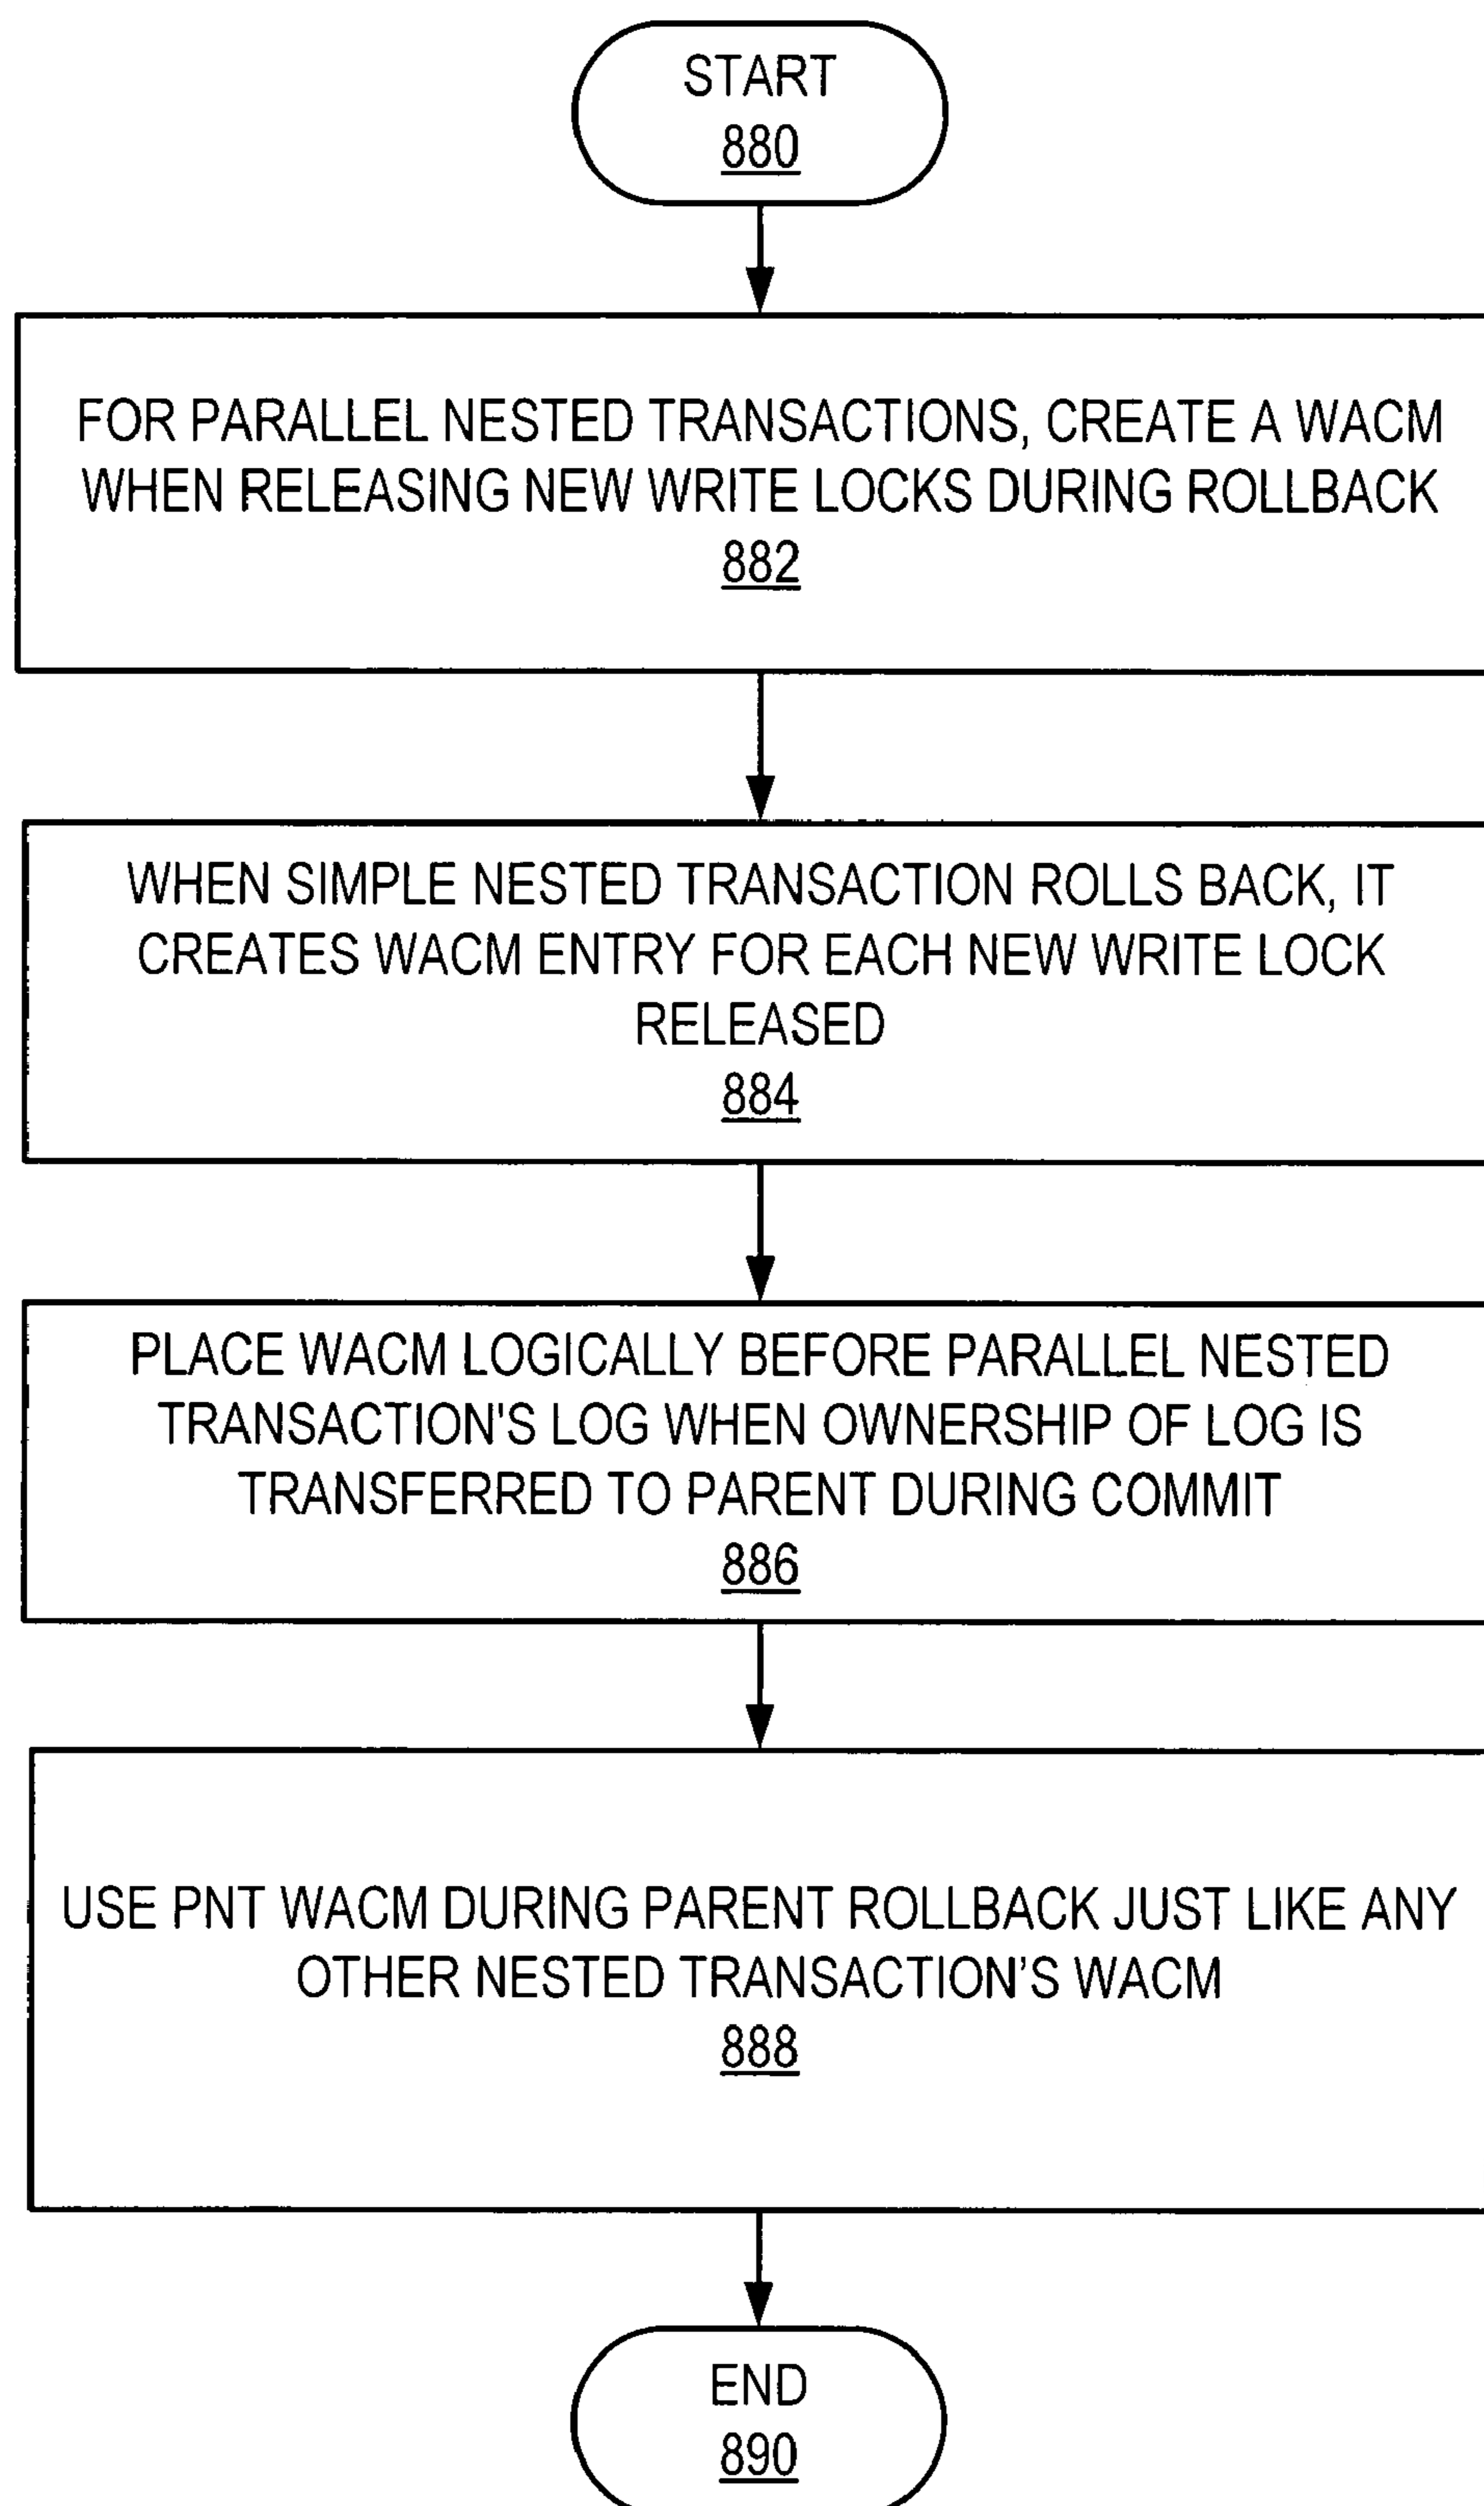 START
880
FOR PARALLEL NESTED TRANSACTIONS, CREATE A WACM
WHEN RELEASING NEW WRITE LOCKS DURING ROLLBACK
882
WHEN SIMPLE NESTED TRANSACTION ROLLS BACK, IT
CREATES WACM ENTRY FOR EACH NEW WRITE LOCK
RELEASED
884
PLACE WACM LOGICALLY BEFORE PARALLEL NESTED
TRANSACTION'S LOG WHEN OWNERSHIP OF LOG IS
TRANSFERRED TO PARENT DURING COMMIT
886
USE PNT WACM DURING PARENT ROLLBACK JUST LIKE ANY
OTHER NESTED TRANSACTION'S WACM
888
END
890